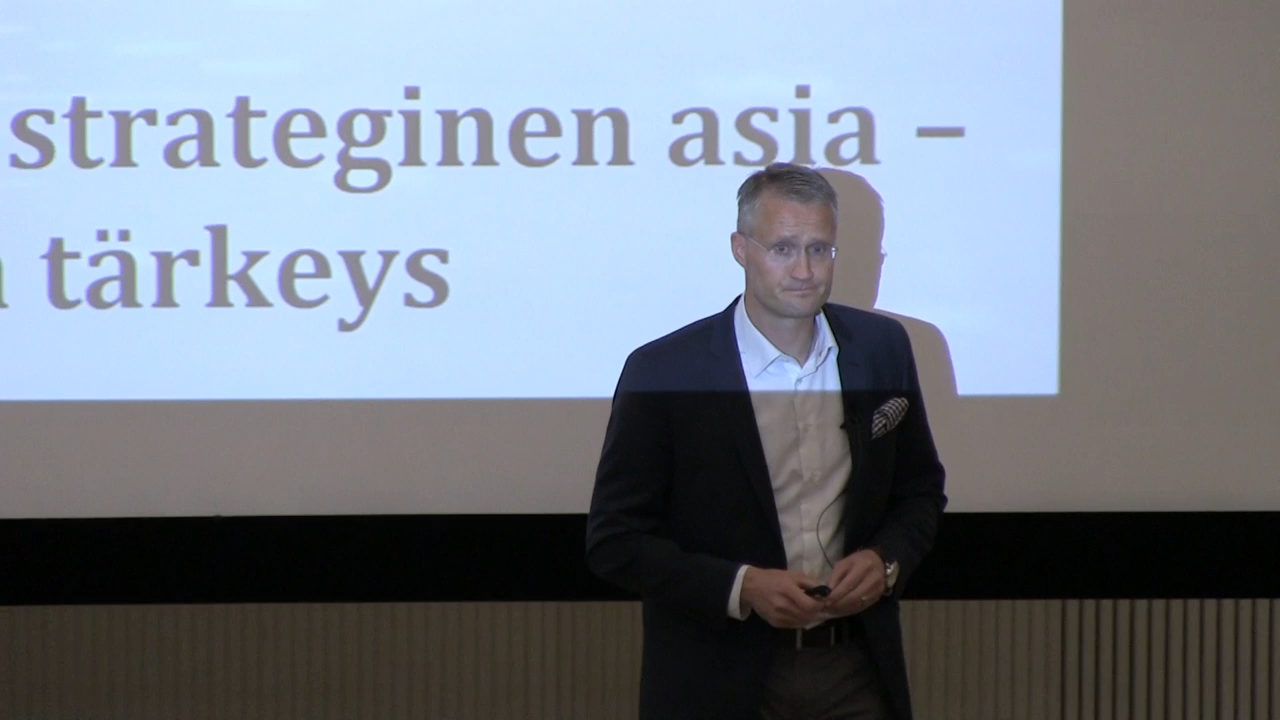 strateginen asia –
tärkeys